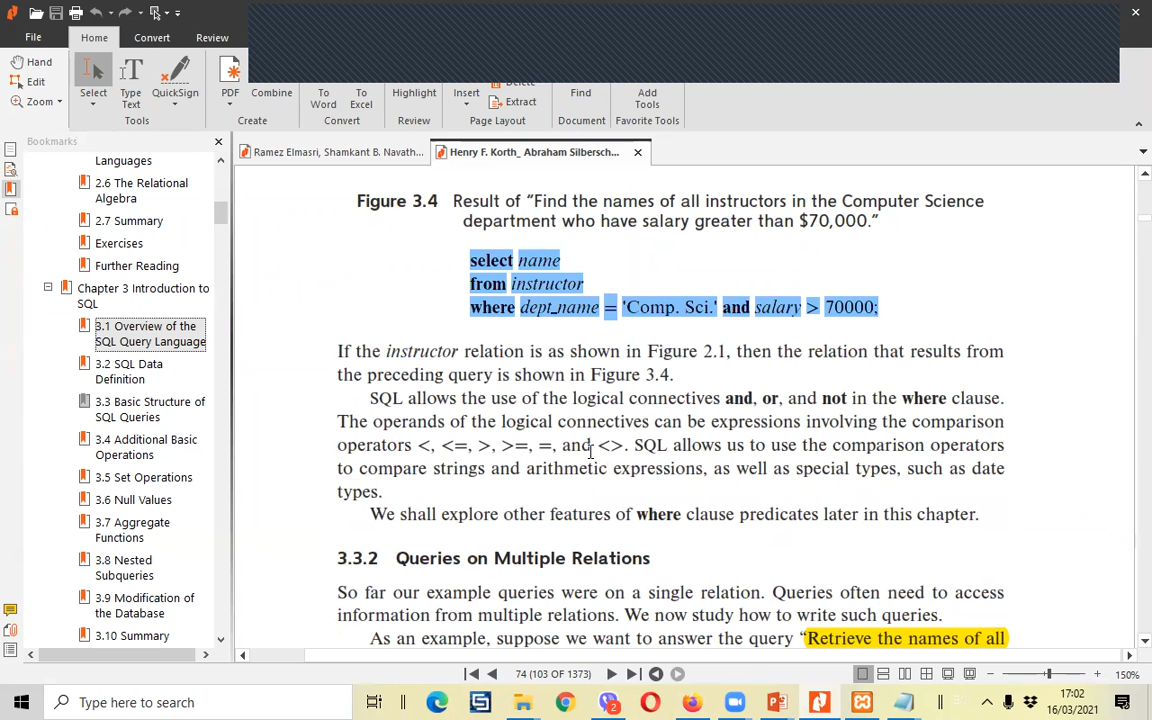 File
Home
Convert
Review
Hand
Edit
Zoom
Select
Type
Text
QuickSign
Tools
PDF
Combine
Create
To
Word
To
Excel
Convert
Highlight
Review
Insert
Delete
Extract
Page Layout
Find
Document
Add
Tools
Favorite Tools
Bookmarks
Languages
2.6 The Relational
Algebra
2.7 Summary
Exercises
Further Reading
Chapter 3 Introduction to
SQL
3.1 Overview of the
SQL Query Language
3.2 SQL Data
Definition
3.3 Basic Structure of
SQL Queries
3.4 Additional Basic
Operations
3.5 Set Operations
3.6 Null Values
3.7 Aggregate
Functions
3.8 Nested
Subqueries
3.9 Modification of
the Database
3.10 Summary
Ramez Elmasri, Shamkant B. Navath...
Henry F. Korth_ Abraham Silbersch...
Figure 3.4 Result of “Find the names of all instructors in the Computer Science
department who have salary greater than $70,000.”
select name
from instructor
where dept_name = 'Comp. Sci.' and salary > 70000;
If the instructor relation is as shown in Figure 2.1, then the relation that results from
the preceding query is shown in Figure 3.4.
SQL allows the use of the logical connectives and, or, and not in the where clause.
The operands of the logical connectives can be expressions involving the comparison
operators <, <=, >, >=, =, and <>. SQL allows us to use the comparison operators
to compare strings and arithmetic expressions, as well as special types, such as date
types.
We shall explore other features of where clause predicates later in this chapter.
3.3.2 Queries on Multiple Relations
So far our example queries were on a single relation. Queries often need to access
information from multiple relations. We now study how to write such queries.
As an example, suppose we want to answer the query “Retrieve the names of all
74 (103 of 1373)
150%
Type here to search
2
17:02
16/03/2021